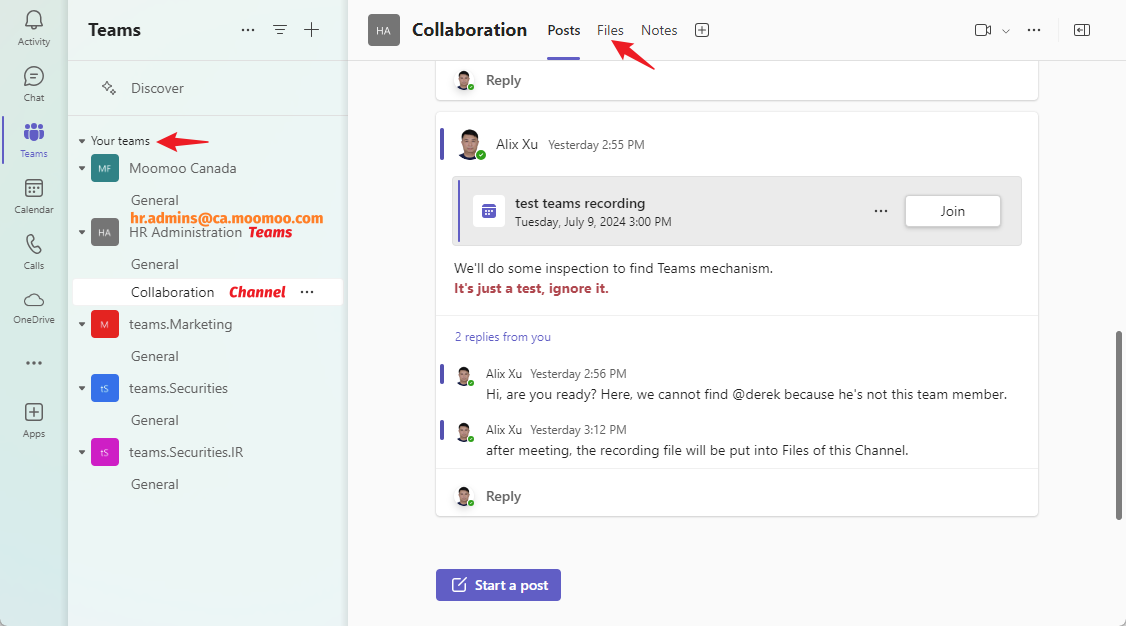 Activity
Chat
Teams
Calendar
Calls
OneDrive
Apps
Teams
Discover
Your teams
MF Moomoo Canada
General
hr.admins@ca.moomoo.com
HA HR Administration Teams
General
Collaboration Channel
M teams.Marketing
General
tS teams.Securities
General
tS teams.Securities.IR
General
HA Collaboration Posts Files Notes
Reply
Alix Xu Yesterday 2:55 PM
test teams recording
Tuesday, July 9, 2024 3:00 PM
Join
We'll do some inspection to find Teams mechanism.
It's just a test, ignore it.
2 replies from you
Alix Xu Yesterday 2:56 PM
Hi, are you ready? Here, we cannot find @derek because he's not this team member.
Alix Xu Yesterday 3:12 PM
after meeting, the recording file will be put into Files of this Channel.
Reply
Start a post